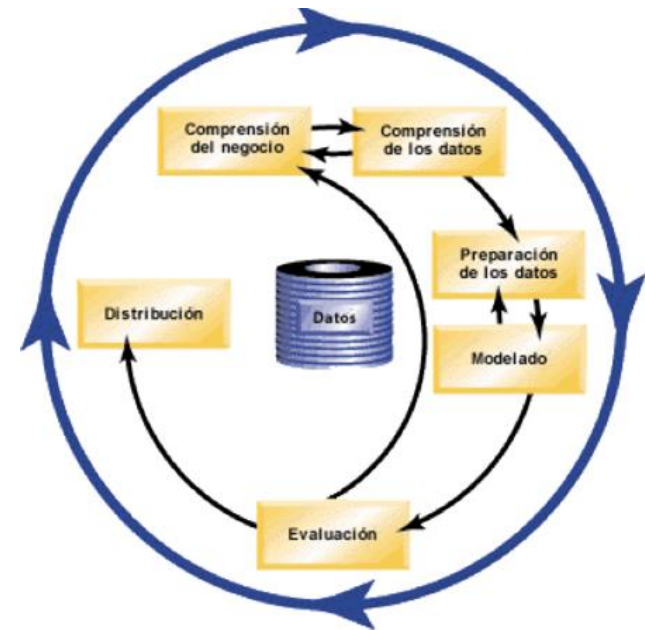 Comprensión
del negocio
Comprensión
de los datos
Preparación
de los datos
Datos
Distribución
Modelado
Evaluación